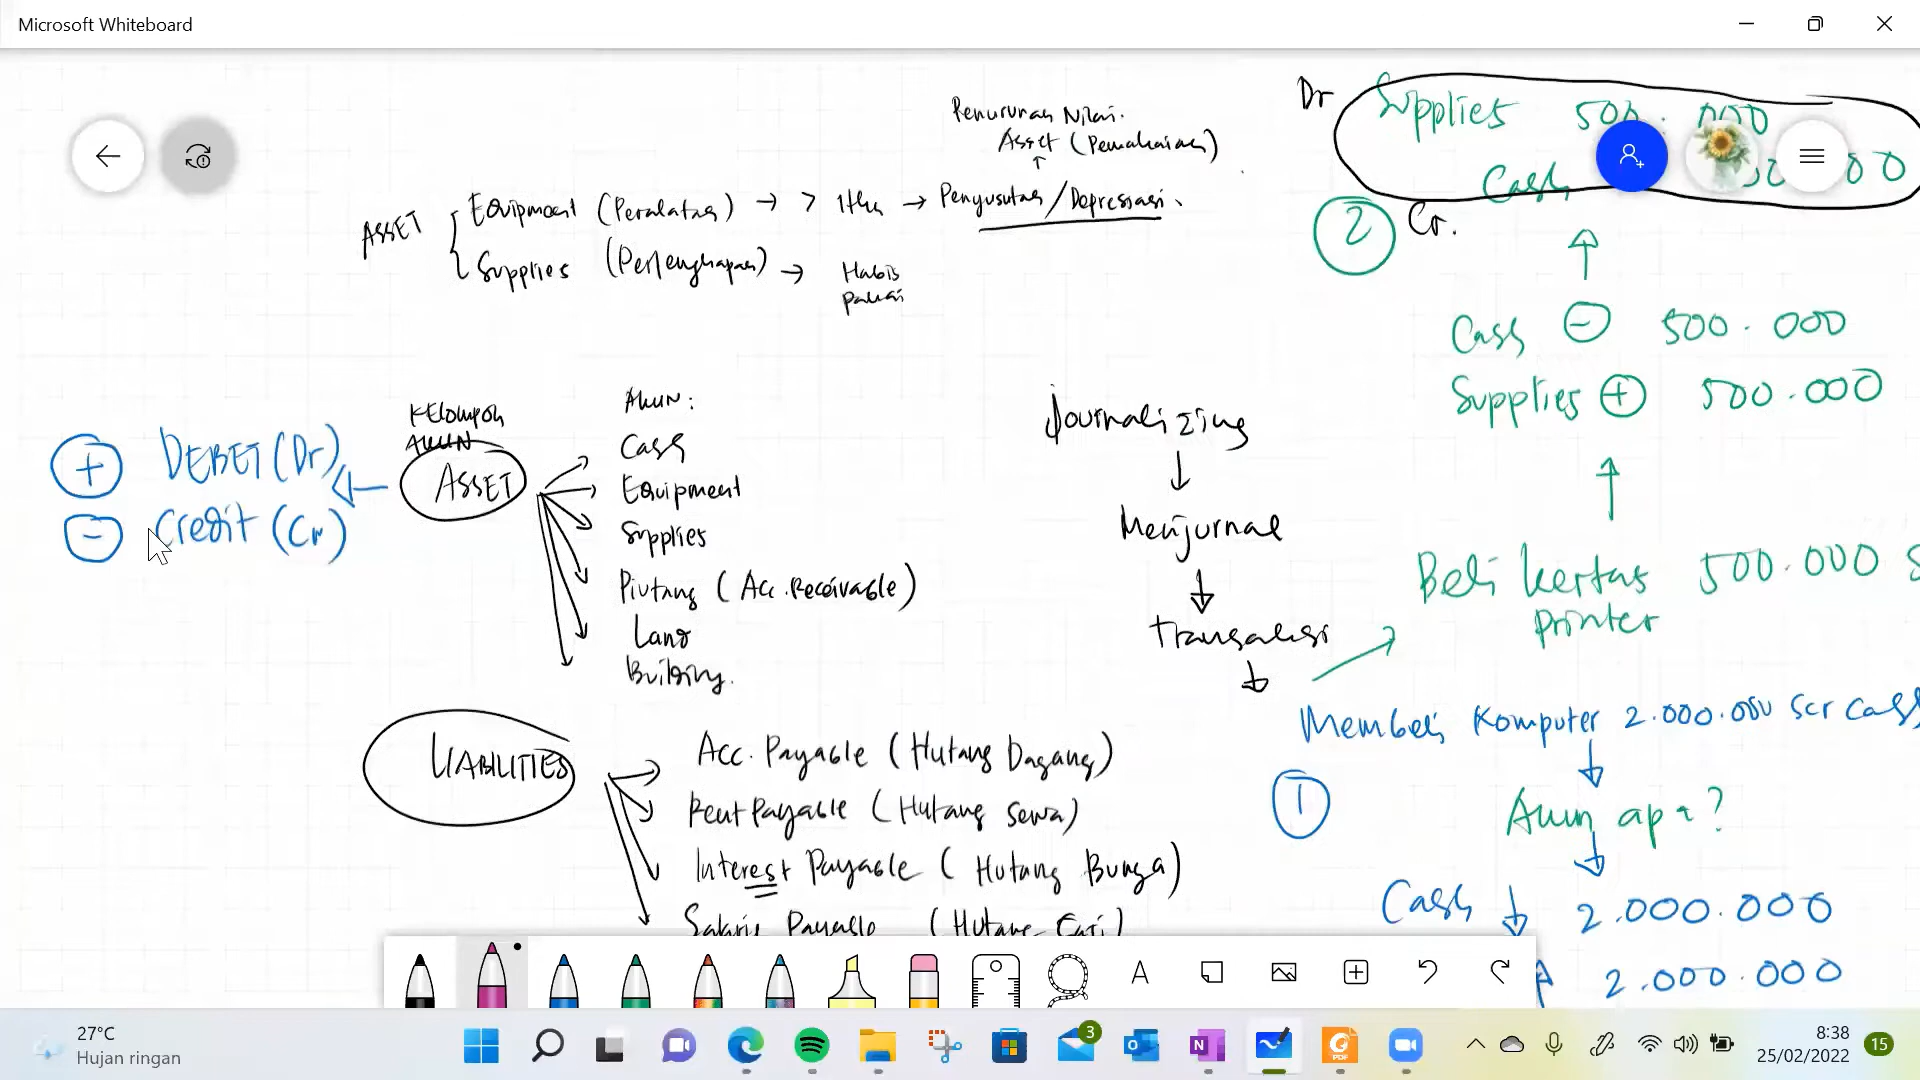 Microsoft Whiteboard
Penurunan Nilai.
Asset (Pemakaian)
ASSET
Equipment (Peralatan) → > 1 thn → Penyusutan/Depresiasi.
Supplies (Perlengkapan) → Habis
pakai
Kelompok
AKUN
ASSET
+ DEBET (Dr)
- Credit (Cr)
Akun:
Cash
Equipment
Supplies
Piutang (Acc. Receivable)
Land
Building.
LIABILITIES
Acc. Payable (Hutang Dagang)
Rent Payable (Hutang Sewa)
Interest Payable (Hutang Bunga)
Journalizing
Menjurnal
Transaksi
Dr
Supplies 500.000
Cash
2 Cr.
Cash - 500.000
Supplies + 500.000
Beli kertas 500.000
printer
Membeli Komputer 2.000.000 scr Cash
1
Akun apa?
Cash ↓ 2.000.000
2.000.000
27°C
Hujan ringan
3
8:38
25/02/2022
15